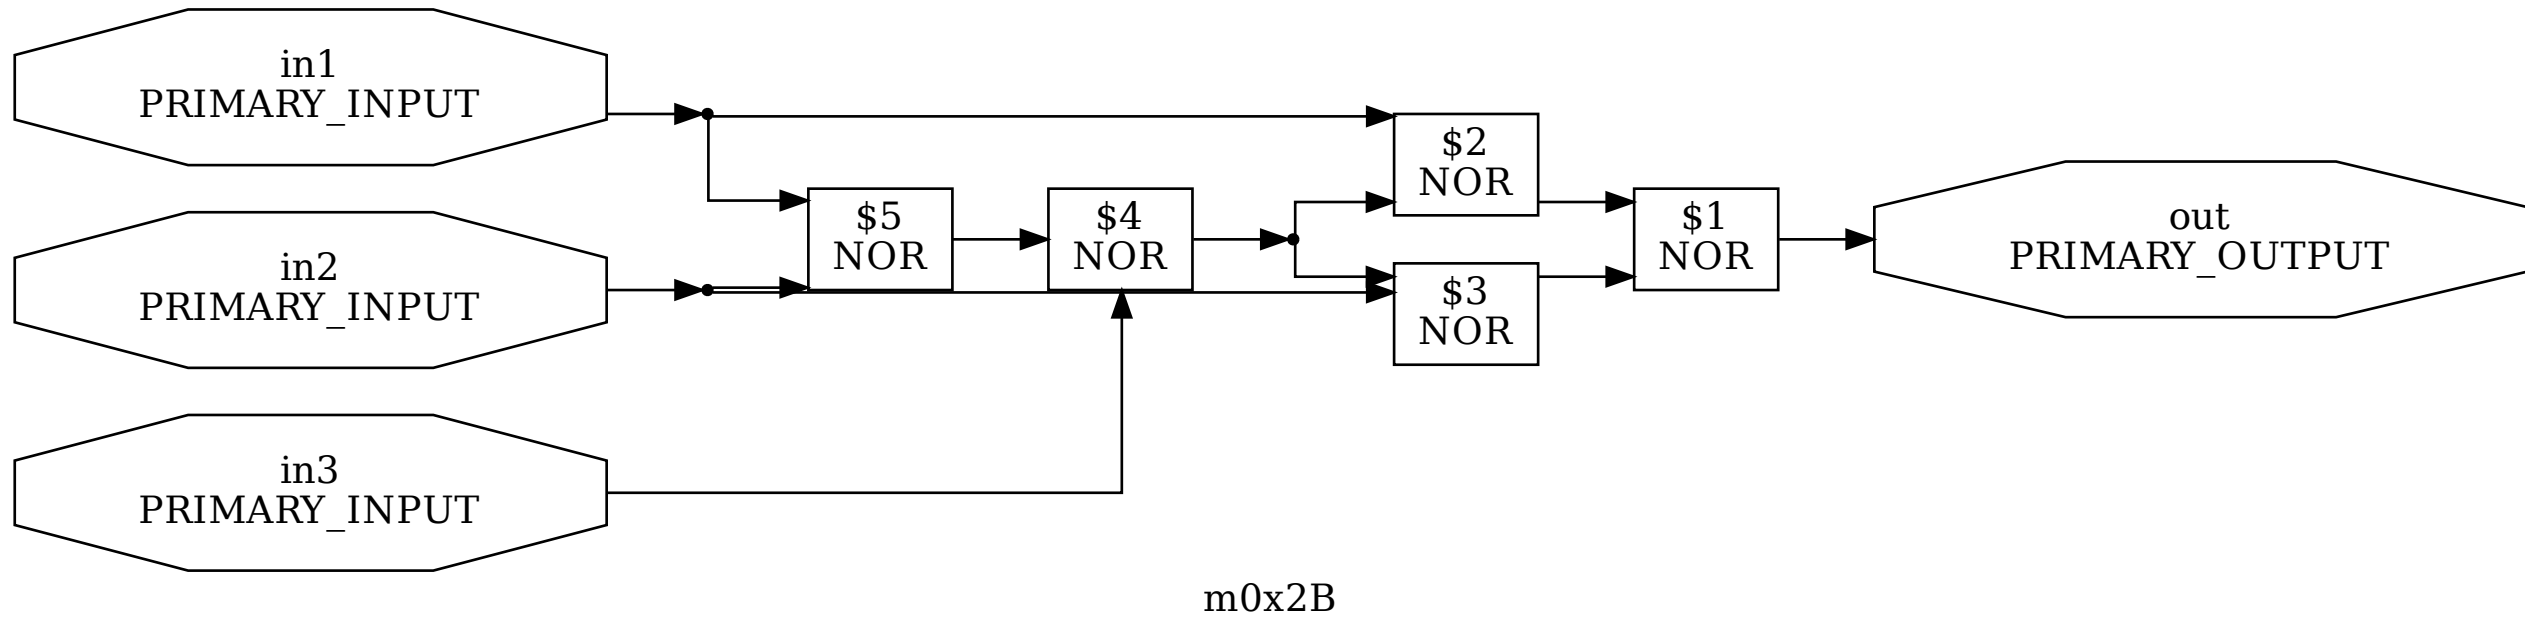 in1
PRIMARY_INPUT
in2
PRIMARY_INPUT
in3
PRIMARY_INPUT
$5
NOR
$4
NOR
$2
NOR
$3
NOR
$1
NOR
out
PRIMARY_OUTPUT
m0x2B